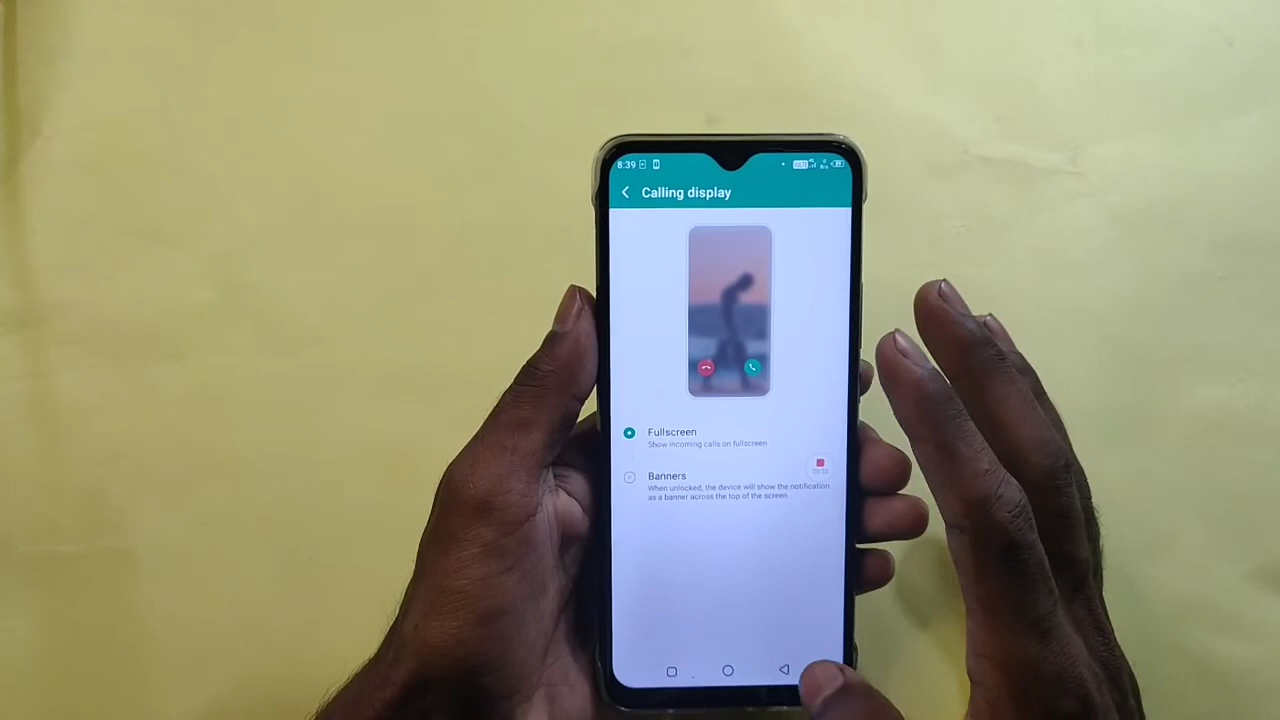 8:39
Calling display
Fullscreen
Show incoming calls on fullscreen
Banners
When unlocked, the device will show the notification
as a banner across the top of the screen